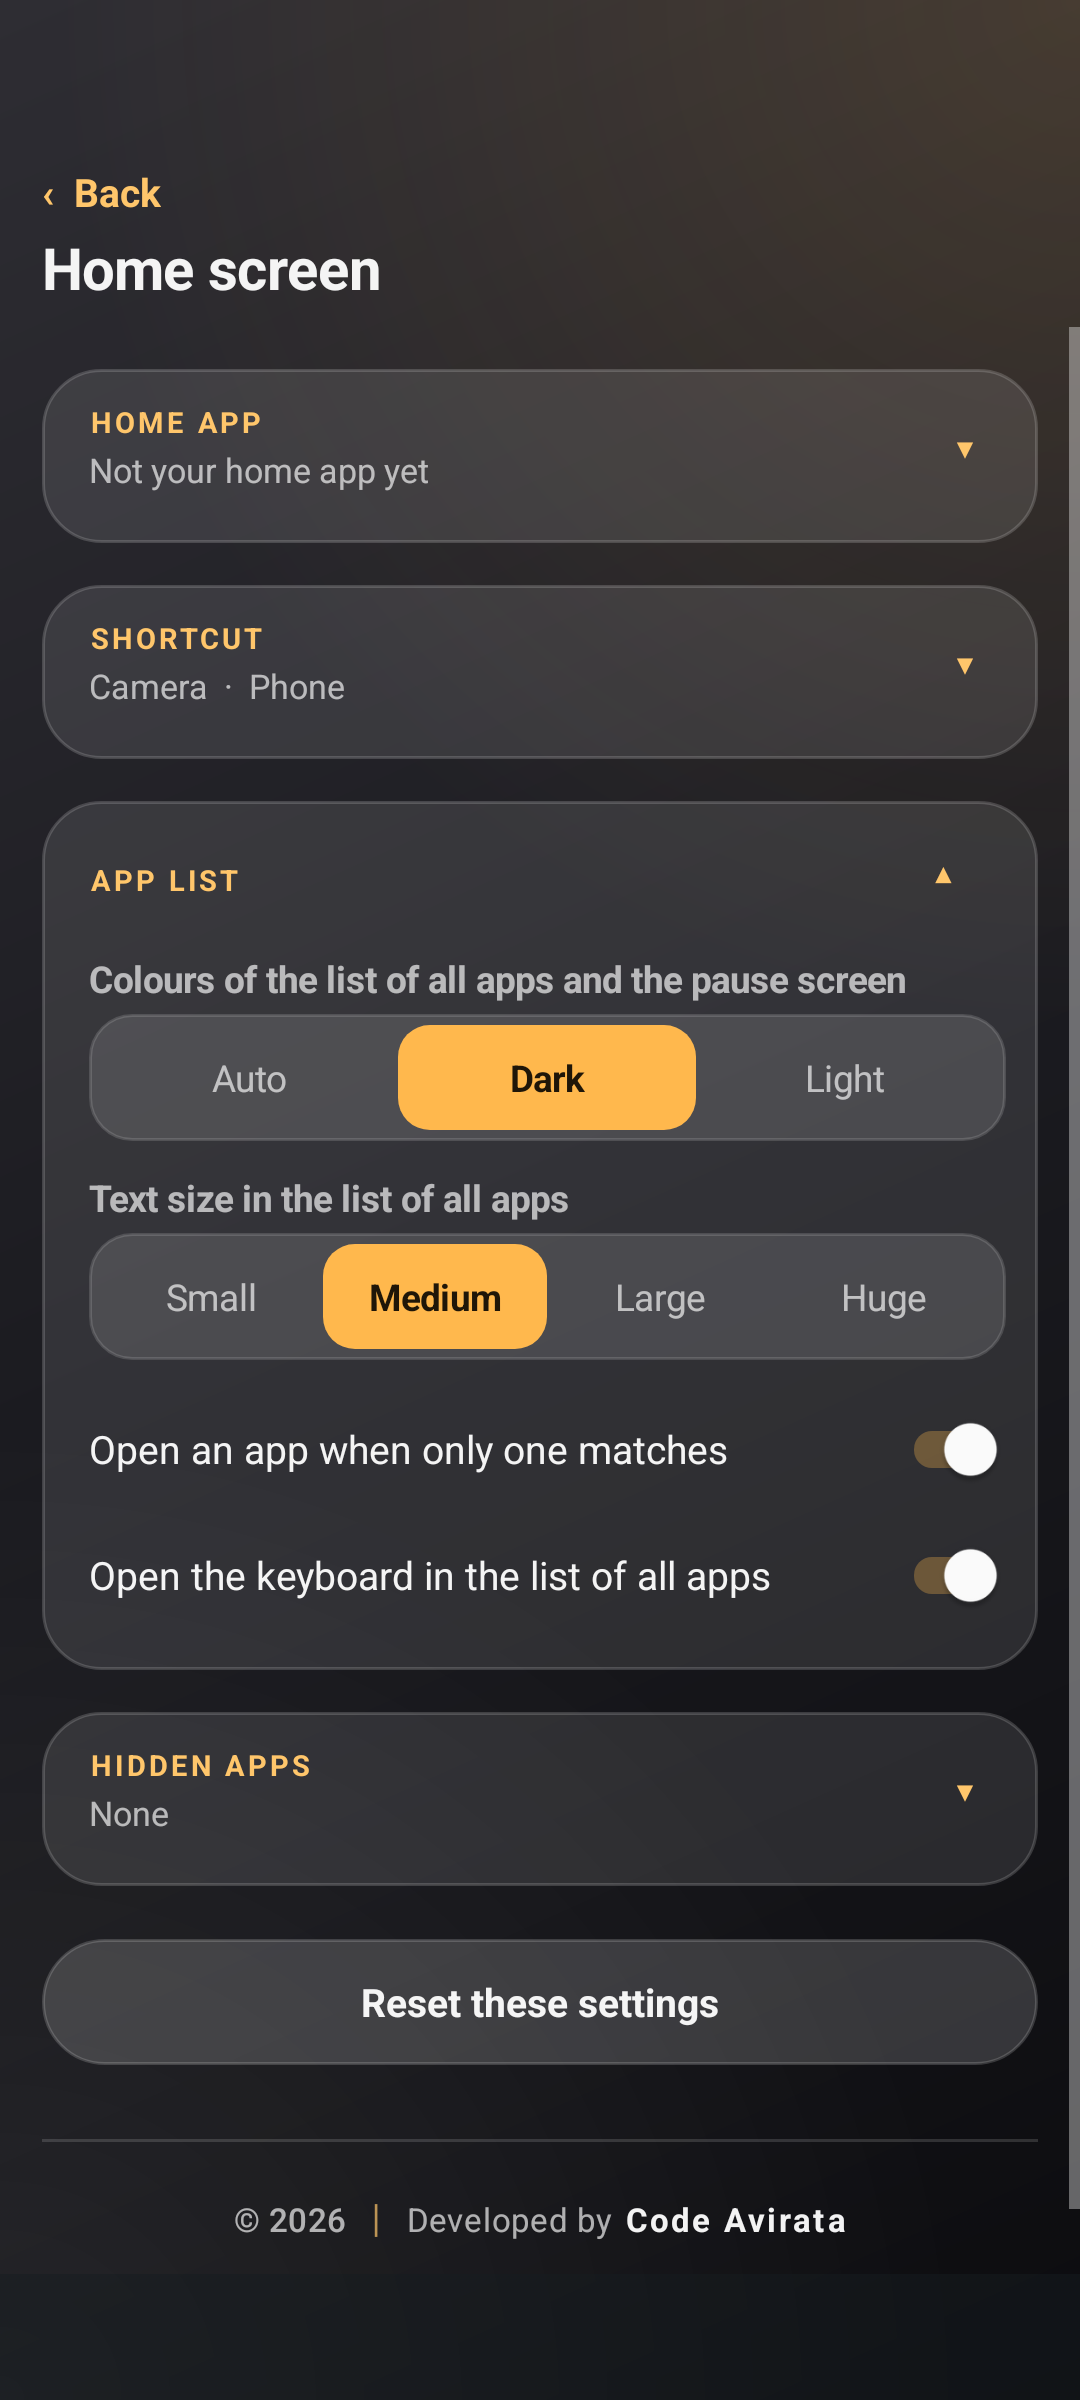 ‹ Back
Home screen
HOME APP
Not your home app yet
▼
SHORTCUT
Camera · Phone
▼
APP LIST
▲
Colours of the list of all apps and the pause screen
Auto Dark Light
Text size in the list of all apps
Small Medium Large Huge
Open an app when only one matches
Open the keyboard in the list of all apps
HIDDEN APPS
None
▼
Reset these settings
© 2026 | Developed by Code Avirata